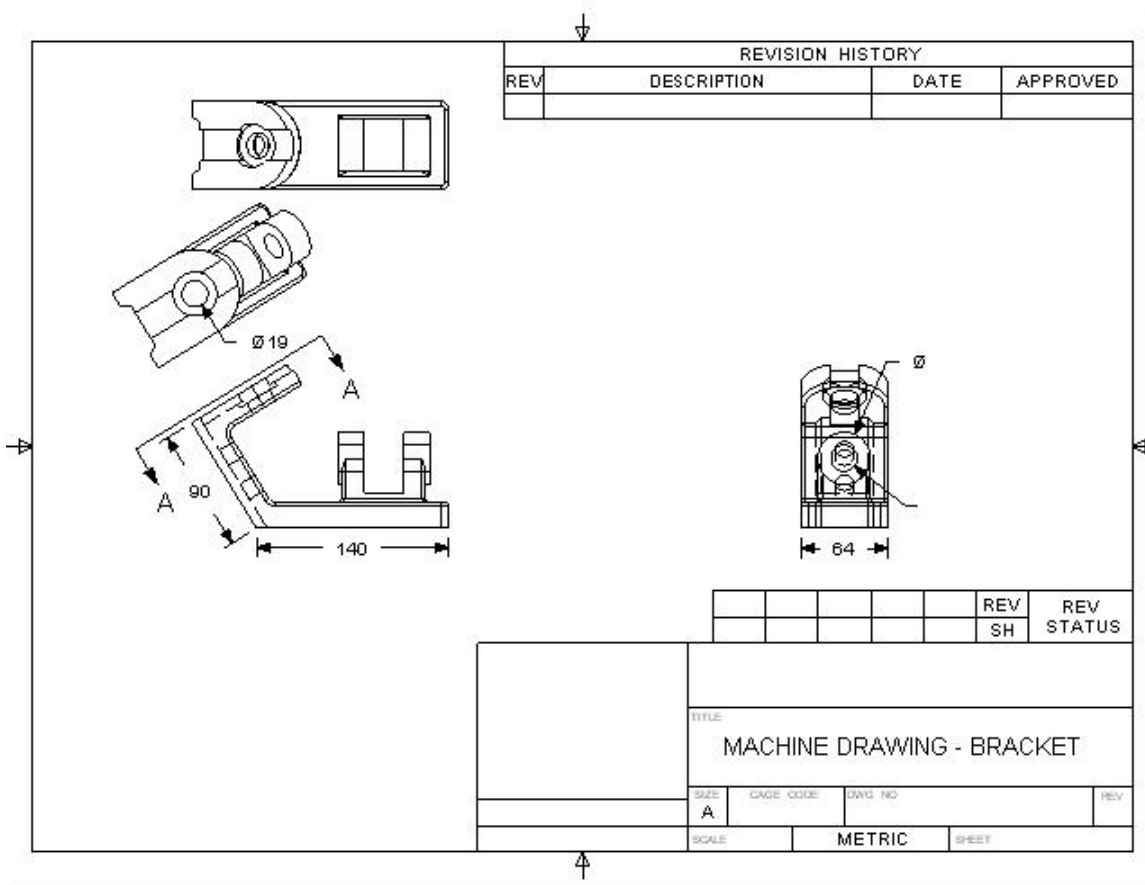 REVISION HISTORY
REV DESCRIPTION DATE APPROVED
Ø 19
A
A
90
140
Ø
64
REV
SH
REV
STATUS
TITLE
MACHINE DRAWING - BRACKET
SIZE CAGE CODE DWG NO REV
A
SCALE METRIC SHEET